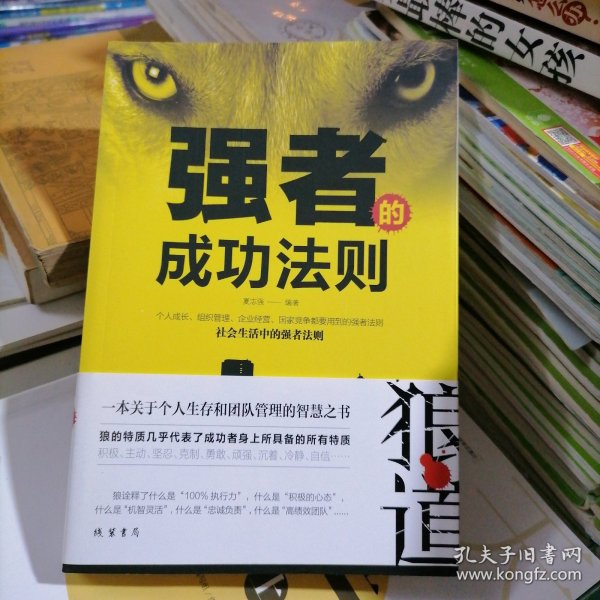 强者的
成功法则
夏志强 —— 编著
个人成长、组织管理、企业经营、国家竞争都要用到的强者法则
社会生活中的强者法则
一本关于个人生存和团队管理的智慧之书
狼的特质几乎代表了成功者身上所具备的所有特质
积极、主动、坚忍、克制、勇敢、顽强、沉着、冷静、自信……
狼诠释了什么是“100%执行力”，什么是“积极的心态”，
什么是“机智灵活”，什么是“忠诚负责”，什么是“高绩效团队”……
线装书局
狼道
的女孩
孔夫子旧书网
www.kongfz.com